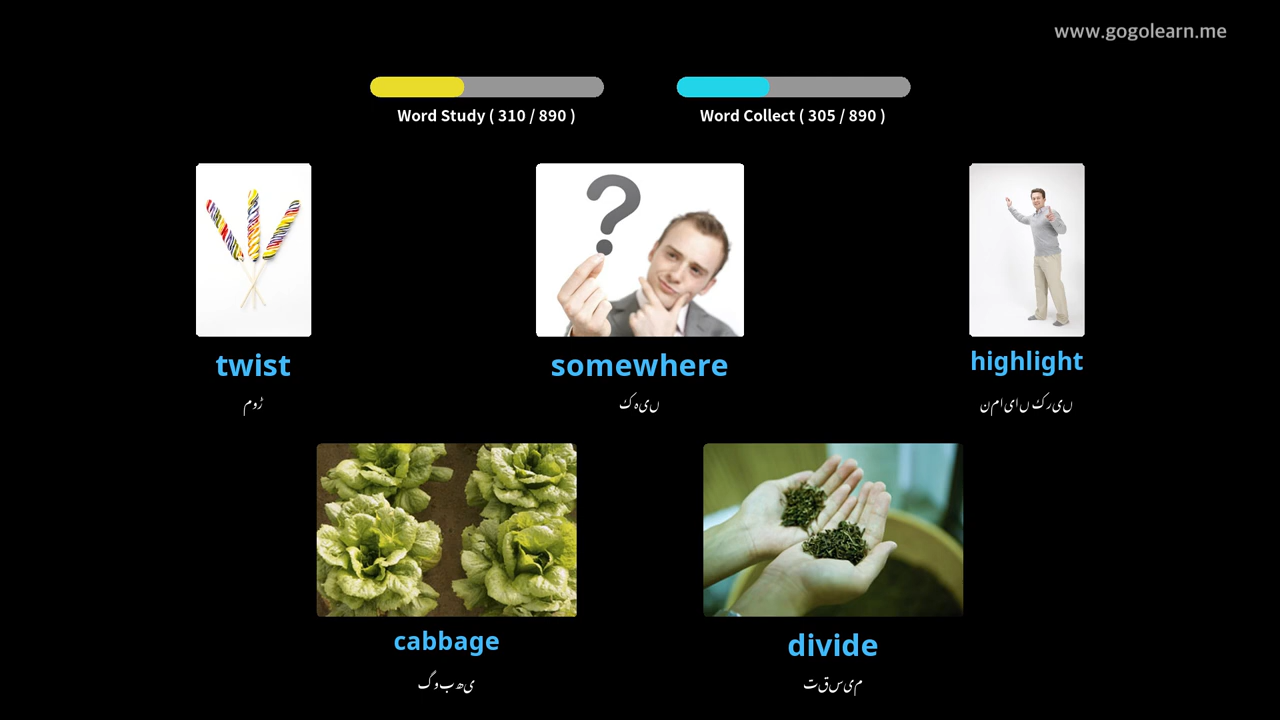 www.gogolearn.me
Word Study ( 310 / 890 )
Word Collect ( 305 / 890 )
twist
somewhere
highlight
موڑ
کہیں
نمایاں کریں
cabbage
divide
گوبھی
تقسیم